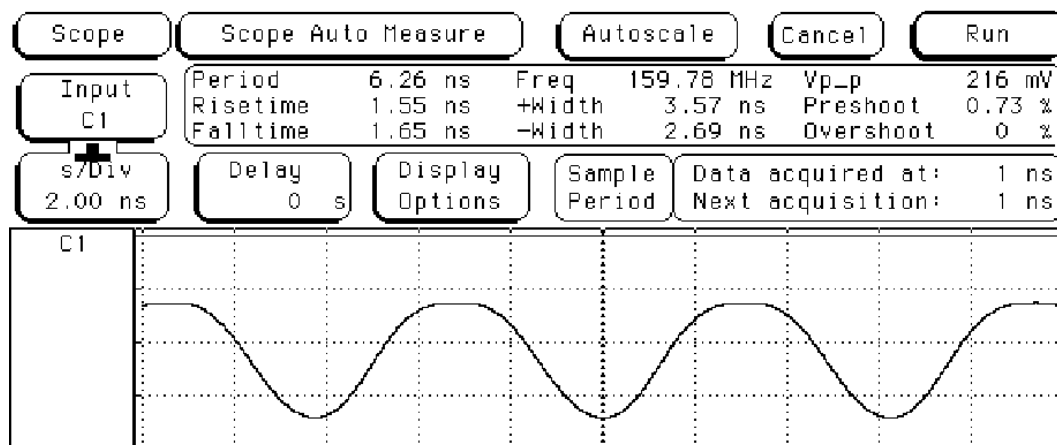 Scope Scope Auto Measure Autoscale Cancel Run
Input
C1
Period 6.26 ns Freq 159.78 MHz Vp_p 216 mV
Risetime 1.55 ns +Width 3.57 ns Preshoot 0.73 %
Falltime 1.65 ns -Width 2.69 ns Overshoot 0 %
s/Div
2.00 ns
Delay
0 s
Display
Options
Sample
Period
Data acquired at: 1 ns
Next acquisition: 1 ns
C1